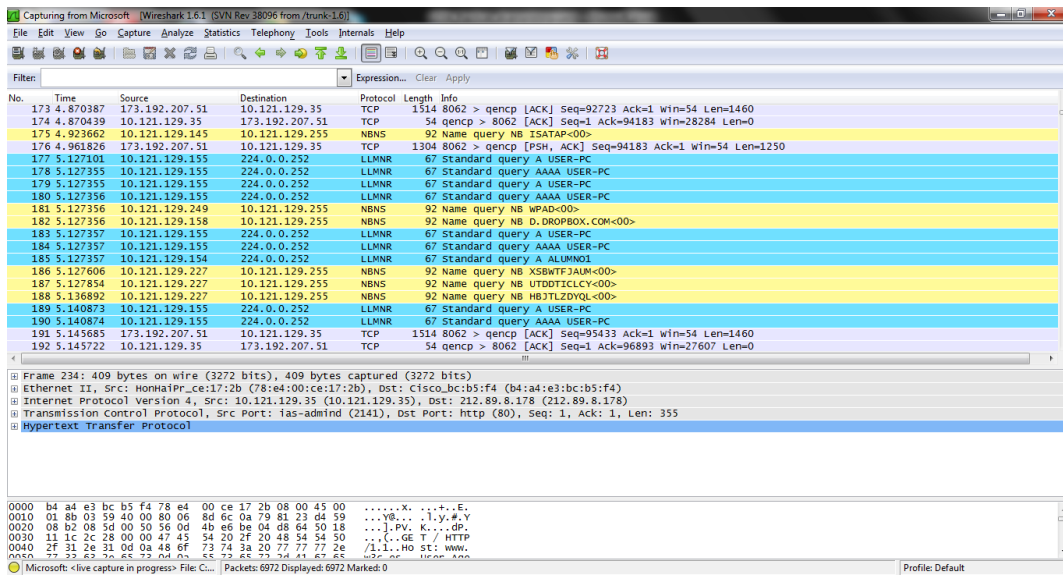 Capturing from Microsoft [Wireshark 1.6.1 (SVN Rev 38096 from /trunk-1.6)]
File Edit View Go Capture Analyze Statistics Telephony Tools Internals Help
Filter: Expression... Clear Apply
No. Time Source Destination Protocol Length Info
173 4.870387 173.192.207.51 10.121.129.35 TCP 1514 8062 > qencp [ACK] Seq=92723 Ack=1 Win=54 Len=1460
174 4.870439 10.121.129.35 173.192.207.51 TCP 54 qencp > 8062 [ACK] Seq=1 Ack=94183 Win=28284 Len=0
175 4.923662 10.121.129.145 10.121.129.255 NBNS 92 Name query NB ISATAP<00>
176 4.961826 173.192.207.51 10.121.129.35 TCP 1304 8062 > qencp [PSH, ACK] Seq=94183 Ack=1 Win=54 Len=1250
177 5.127101 10.121.129.155 224.0.0.252 LLMNR 67 Standard query A USER-PC
178 5.127355 10.121.129.155 224.0.0.252 LLMNR 67 Standard query AAAA USER-PC
179 5.127355 10.121.129.155 224.0.0.252 LLMNR 67 Standard query A USER-PC
180 5.127356 10.121.129.155 224.0.0.252 LLMNR 67 Standard query AAAA USER-PC
181 5.127356 10.121.129.249 10.121.129.255 NBNS 92 Name query NB WPAD<00>
182 5.127356 10.121.129.158 10.121.129.255 NBNS 92 Name query NB D.DROPBOX.COM<00>
183 5.127357 10.121.129.155 224.0.0.252 LLMNR 67 Standard query A USER-PC
184 5.127357 10.121.129.155 224.0.0.252 LLMNR 67 Standard query AAAA USER-PC
185 5.127357 10.121.129.154 224.0.0.252 LLMNR 67 Standard query A ALUMNO1
186 5.127606 10.121.129.227 10.121.129.255 NBNS 92 Name query NB XSBWTFJAUM<00>
187 5.127854 10.121.129.227 10.121.129.255 NBNS 92 Name query NB UTDDTICLCY<00>
188 5.136892 10.121.129.227 10.121.129.255 NBNS 92 Name query NB HBJTLZDYQL<00>
189 5.140873 10.121.129.155 224.0.0.252 LLMNR 67 Standard query A USER-PC
190 5.140874 10.121.129.155 224.0.0.252 LLMNR 67 Standard query AAAA USER-PC
191 5.145685 173.192.207.51 10.121.129.35 TCP 1514 8062 > qencp [ACK] Seq=95433 Ack=1 Win=54 Len=1460
192 5.145722 10.121.129.35 173.192.207.51 TCP 54 qencp > 8062 [ACK] Seq=1 Ack=96893 Win=27607 Len=0
Frame 234: 409 bytes on wire (3272 bits), 409 bytes captured (3272 bits)
Ethernet II, Src: HonHaiPr_ce:17:2b (78:e4:00:ce:17:2b), Dst: Cisco_bc:b5:f4 (b4:a4:e3:bc:b5:f4)
Internet Protocol Version 4, Src: 10.121.129.35 (10.121.129.35), Dst: 212.89.8.178 (212.89.8.178)
Transmission Control Protocol, Src Port: ias-admind (2141), Dst Port: http (80), Seq: 1, Ack: 1, Len: 355
Hypertext Transfer Protocol
0000 b4 a4 e3 bc b5 f4 78 e4 00 ce 17 2b 08 00 45 00 ......x. ...+..E.
0010 01 8b 03 59 40 00 80 06 8d 6c 0a 79 81 23 d4 59 ...Y@... .l.y.#.Y
0020 08 b2 08 5d 00 50 56 0d 4b e6 be 04 d8 64 50 18 ...].PV. K....dP.
0030 11 1c 2c 28 00 00 47 45 54 20 2f 20 48 54 54 50 ..,(..GE T / HTTP
0040 2f 31 2e 31 0d 0a 48 6f 73 74 3a 20 77 77 77 2e /1.1..Ho st: www.
0050 77 33 63 2e 65 73 0d 0a 55 73 65 72 2d 41 67 65 w3c.es.. User-Age
Microsoft: <live capture in progress> File: C:... Packets: 6972 Displayed: 6972 Marked: 0 Profile: Default